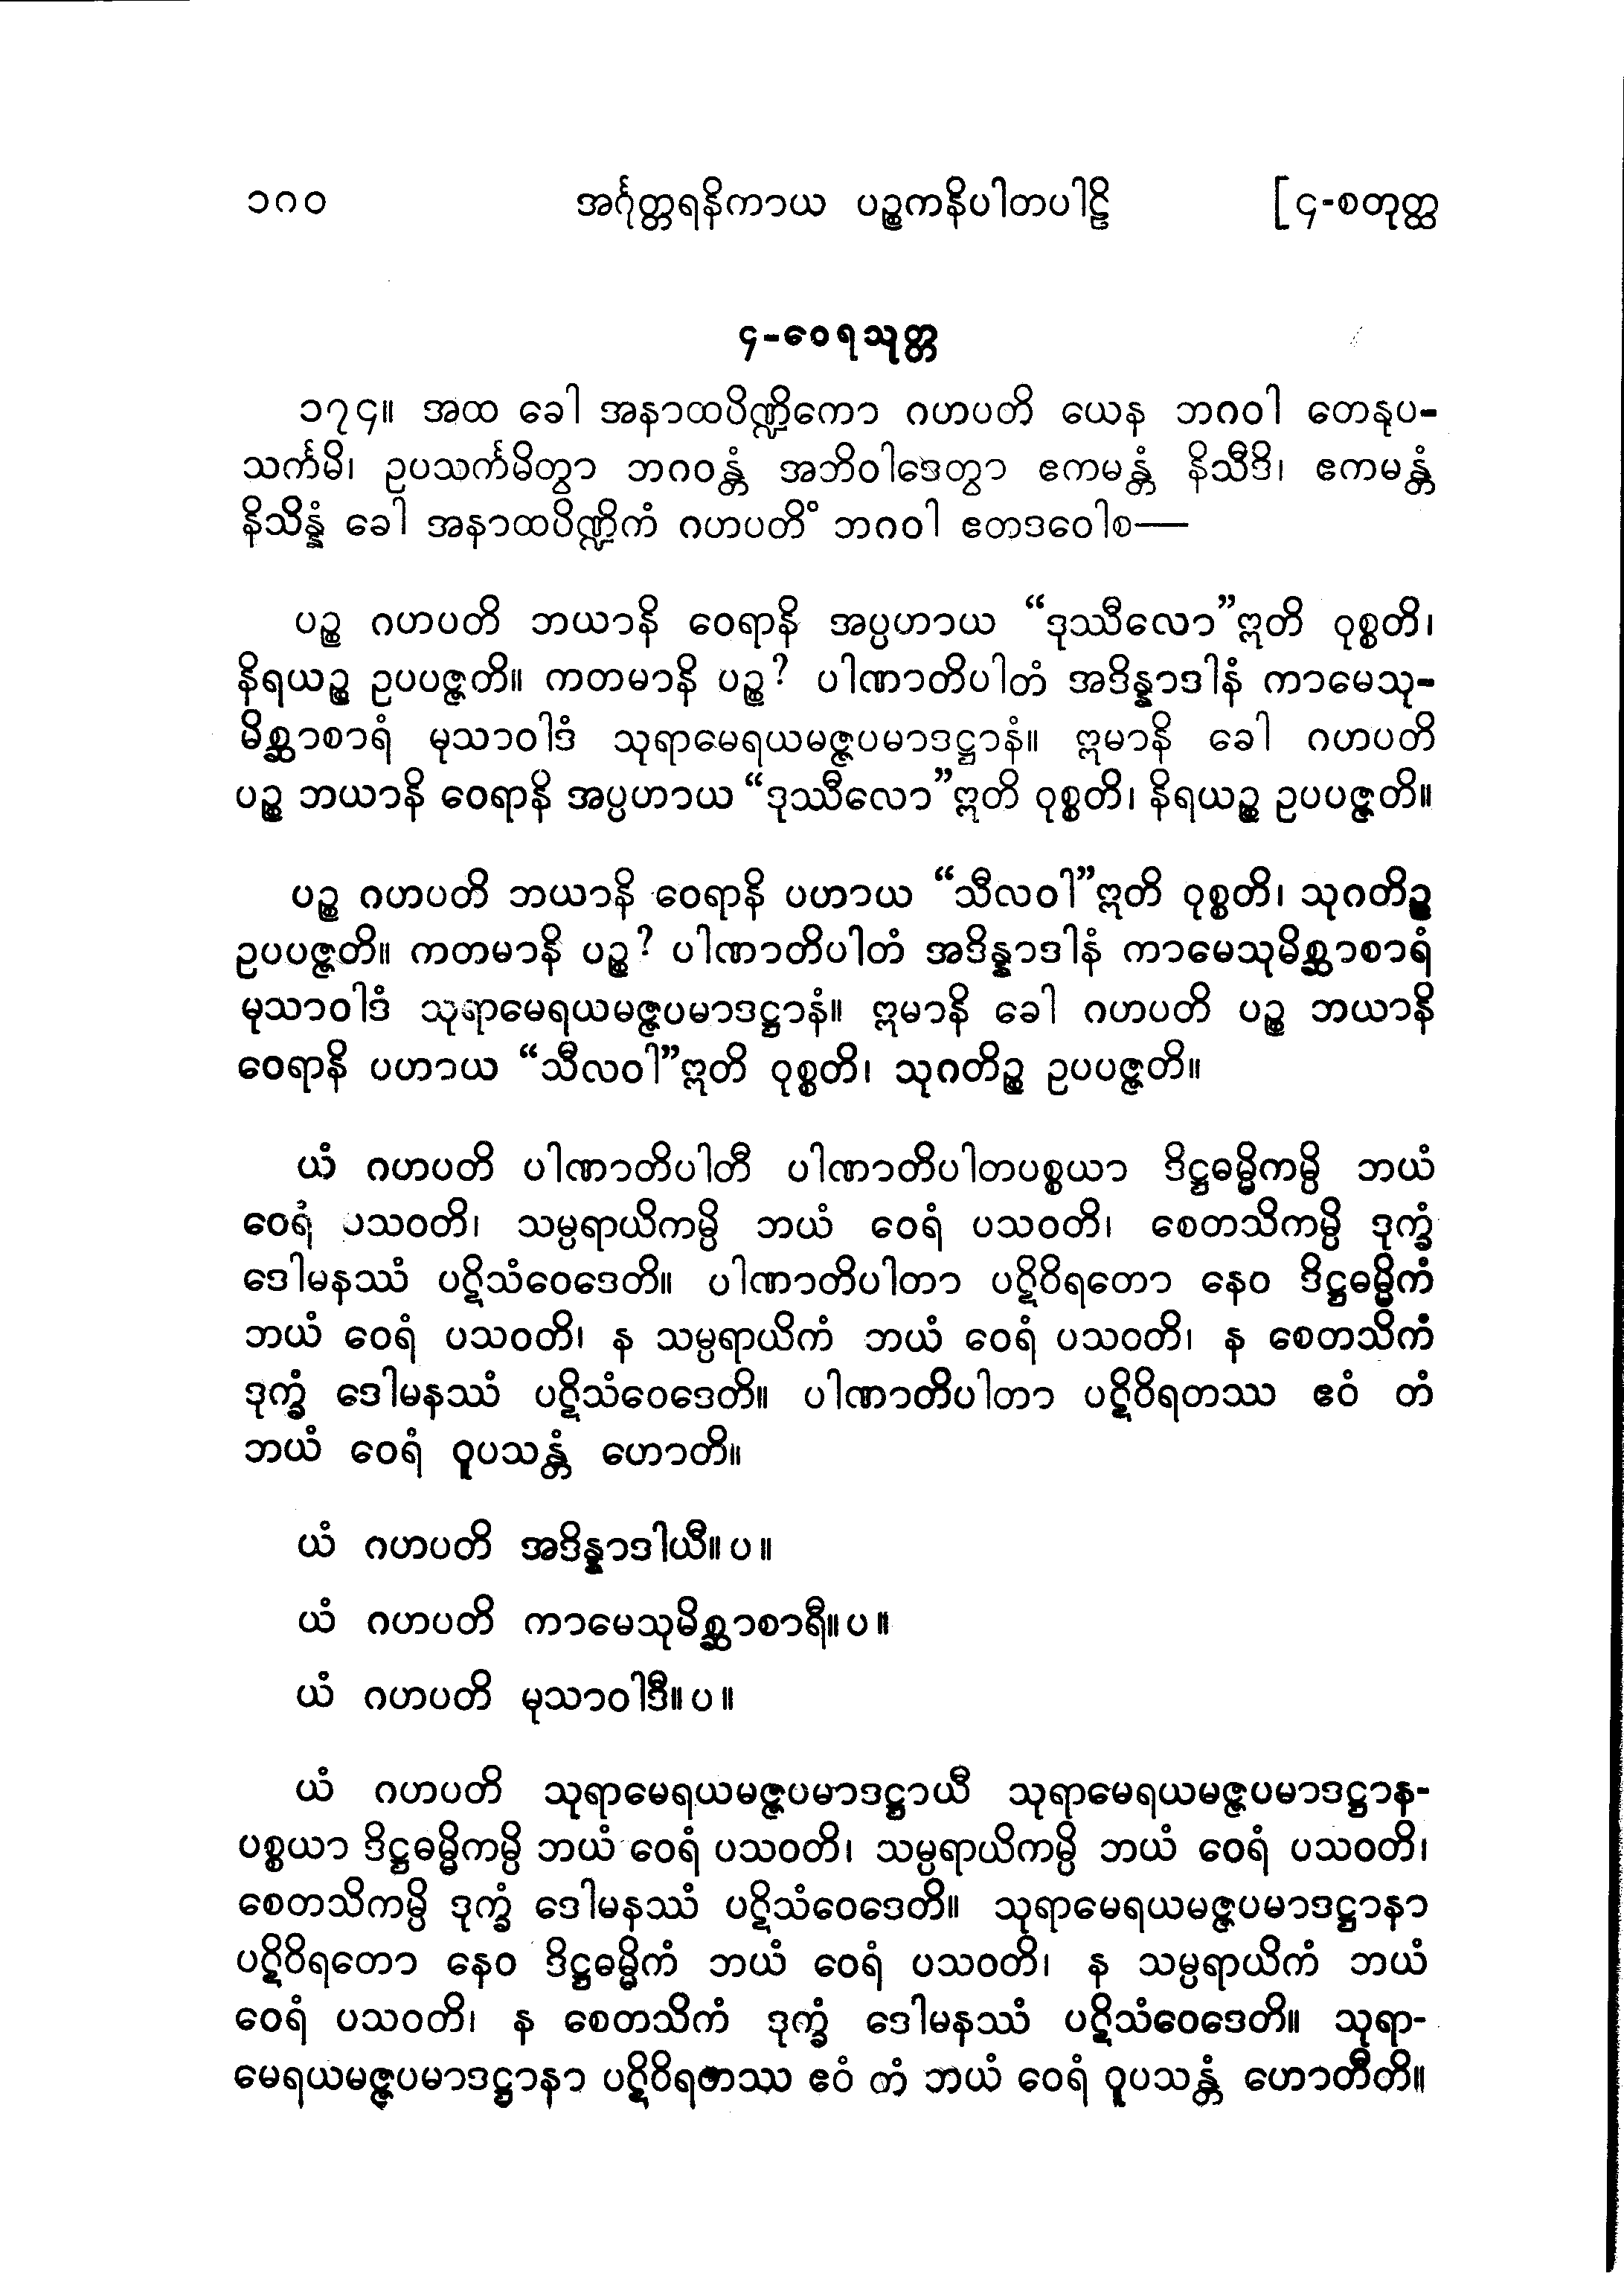 ၁၈၀ အင်္ဂုတ္တရနိကာယ ပဉ္စကနိပါတပါဠိ [၄-စတုတ္ထ
၄-ဝေရသုတ္တ
၁၇၄။ အထ ခေါ အနာထပိဏ္ဍိကော ဂဟပတိ ယေန ဘဂဝါ တေနုပ-
သင်္ကမိ၊ ဥပသင်္ကမိတွာ ဘဂဝန္တံ အဘိဝါဒေတွာ ဧကမန္တံ နိသီဒိ၊ ဧကမန္တံ
နိသိန္နံ ခေါ အနာထပိဏ္ဍိကံ ဂဟပတိံ ဘဂဝါ ဧတဒဝေါစ—
ပဉ္စ ဂဟပတိ ဘယာနိ ဝေရာနိ အပ္ပဟာယ “ဒုဿီလော”ဣတိ ဝုစ္စတိ၊
နိရယဉ္စ ဥပပဇ္ဇတိ။ ကတမာနိ ပဉ္စ? ပါဏာတိပါတံ အဒိန္နာဒါနံ ကာမေသု-
မိစ္ဆာစာရံ မုသာဝါဒံ သုရာမေရယမဇ္ဇပမာဒဋ္ဌာနံ။ ဣမာနိ ခေါ ဂဟပတိ
ပဉ္စ ဘယာနိ ဝေရာနိ အပ္ပဟာယ “ဒုဿီလော”ဣတိ ဝုစ္စတိ၊ နိရယဉ္စ ဥပပဇ္ဇတိ။
ပဉ္စ ဂဟပတိ ဘယာနိ ဝေရာနိ ပဟာယ “သီလဝါ”ဣတိ ဝုစ္စတိ၊ သုဂတိဉ္စ
ဥပပဇ္ဇတိ။ ကတမာနိ ပဉ္စ? ပါဏာတိပါတံ အဒိန္နာဒါနံ ကာမေသုမိစ္ဆာစာရံ
မုသာဝါဒံ သုရာမေရယမဇ္ဇပမာဒဋ္ဌာနံ။ ဣမာနိ ခေါ ဂဟပတိ ပဉ္စ ဘယာနိ
ဝေရာနိ ပဟာယ “သီလဝါ”ဣတိ ဝုစ္စတိ၊ သုဂတိဉ္စ ဥပပဇ္ဇတိ။
ယံ ဂဟပတိ ပါဏာတိပါတီ ပါဏာတိပါတပစ္စယာ ဒိဋ္ဌဓမ္မိကမ္ပိ ဘယံ
ဝေရံ ပသဝတိ၊ သမ္ပရာယိကမ္ပိ ဘယံ ဝေရံ ပသဝတိ၊ စေတသိကမ္ပိ ဒုက္ခံ
ဒေါမနဿံ ပဋိသံဝေဒေတိ။ ပါဏာတိပါတာ ပဋိဝိရတော နေဝ ဒိဋ္ဌဓမ္မိကံ
ဘယံ ဝေရံ ပသဝတိ၊ န သမ္ပရာယိကံ ဘယံ ဝေရံ ပသဝတိ၊ န စေတသိကံ
ဒုက္ခံ ဒေါမနဿံ ပဋိသံဝေဒေတိ။ ပါဏာတိပါတာ ပဋိဝိရတဿ ဧဝံ တံ
ဘယံ ဝေရံ ဝူပသန္တံ ဟောတိ။
ယံ ဂဟပတိ အဒိန္နာဒါယီ။ပ။
ယံ ဂဟပတိ ကာမေသုမိစ္ဆာစာရီ။ပ။
ယံ ဂဟပတိ မုသာဝါဒီ။ပ။
ယံ ဂဟပတိ သုရာမေရယမဇ္ဇပမာဒဋ္ဌာယီ သုရာမေရယမဇ္ဇပမာဒဋ္ဌာန-
ပစ္စယာ ဒိဋ္ဌဓမ္မိကမ္ပိ ဘယံ ဝေရံ ပသဝတိ၊ သမ္ပရာယိကမ္ပိ ဘယံ ဝေရံ ပသဝတိ၊
စေတသိကမ္ပိ ဒုက္ခံ ဒေါမနဿံ ပဋိသံဝေဒေတိ။ သုရာမေရယမဇ္ဇပမာဒဋ္ဌာနာ
ပဋိဝိရတော နေဝ ဒိဋ္ဌဓမ္မိကံ ဘယံ ဝေရံ ပသဝတိ၊ န သမ္ပရာယိကံ ဘယံ
ဝေရံ ပသဝတိ၊ န စေတသိကံ ဒုက္ခံ ဒေါမနဿံ ပဋိသံဝေဒေတိ။ သုရာ-
မေရယမဇ္ဇပမာဒဋ္ဌာနာ ပဋိဝိရတဿ ဧဝံ တံ ဘယံ ဝေရံ ဝူပသန္တံ ဟောတီတိ။